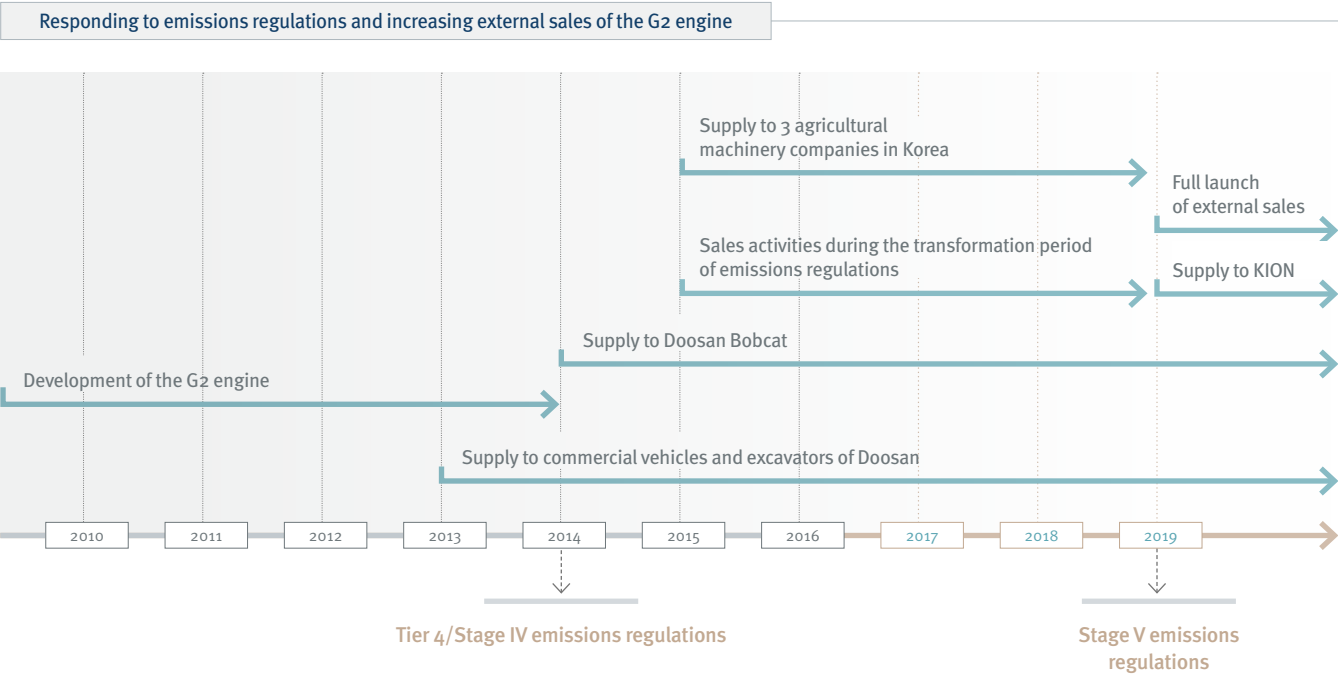 Responding to emissions regulations and increasing external sales of the G2 engine
Supply to 3 agricultural
machinery companies in Korea
Full launch
of external sales
Sales activities during the transformation period
of emissions regulations
Supply to KION
Supply to Doosan Bobcat
Development of the G2 engine
Supply to commercial vehicles and excavators of Doosan
2010
2011
2012
2013
2014
2015
2016
2017
2018
2019
Tier 4/Stage IV emissions regulations
Stage V emissions
regulations